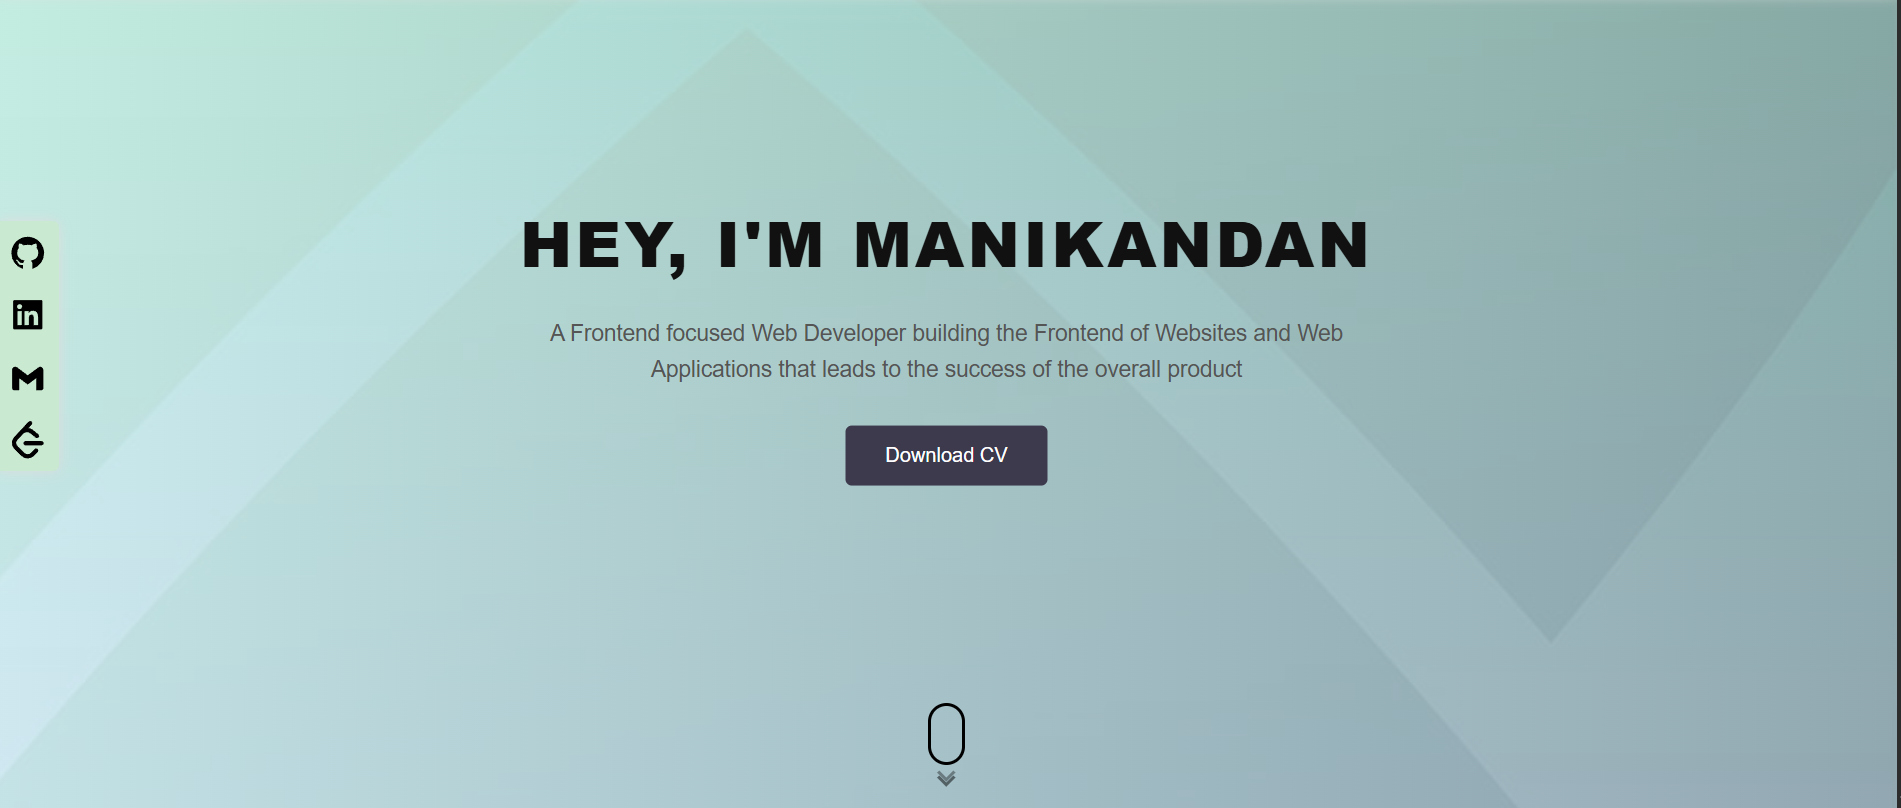 HEY, I'M MANIKANDAN
A Frontend focused Web Developer building the Frontend of Websites and Web
Applications that leads to the success of the overall product
Download CV